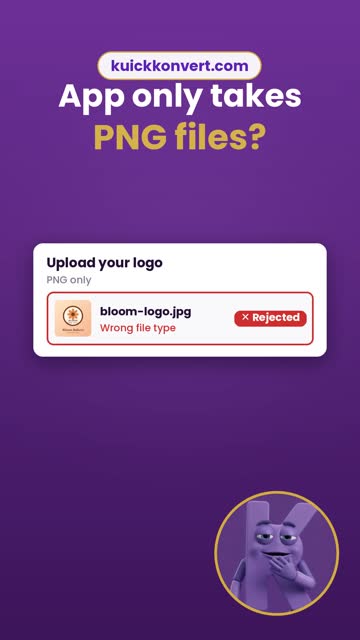 kuickkonvert.com
App only takes
PNG files?
Upload your logo
PNG only
bloom-logo.jpg
Wrong file type
× Rejected